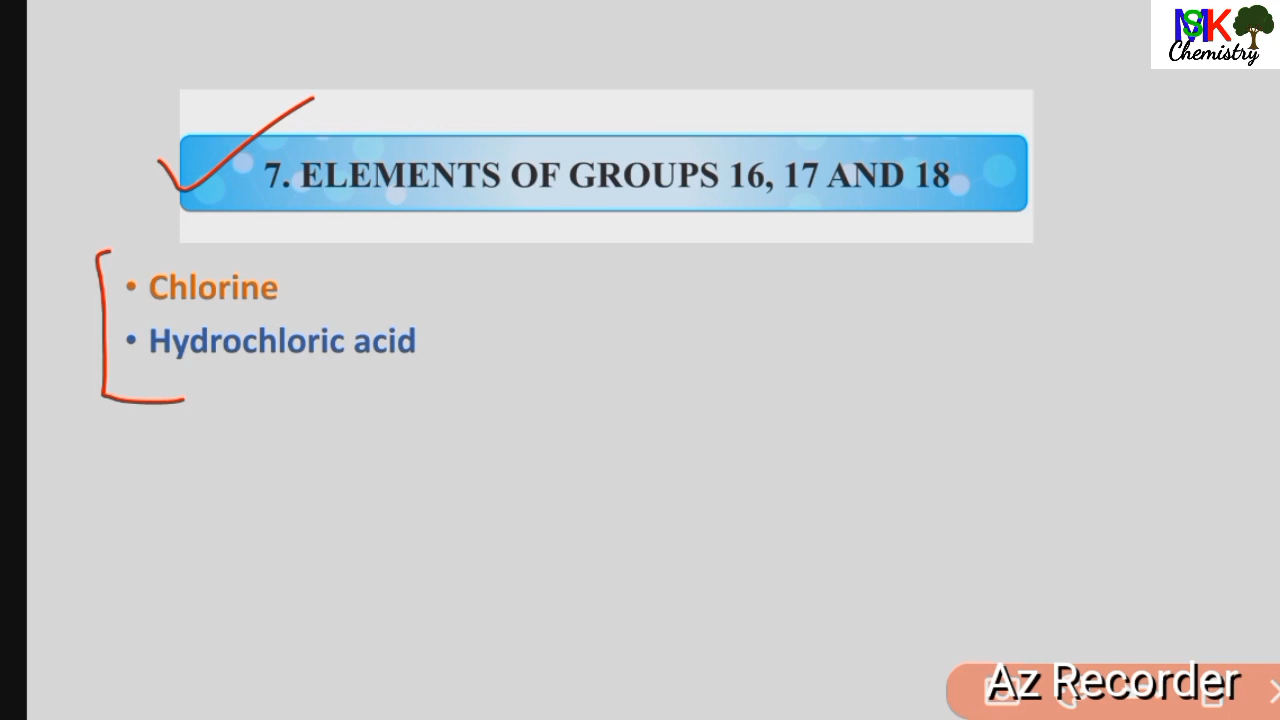 MSK
Chemistry
7. ELEMENTS OF GROUPS 16, 17 AND 18
• Chlorine
• Hydrochloric acid
Az Recorder